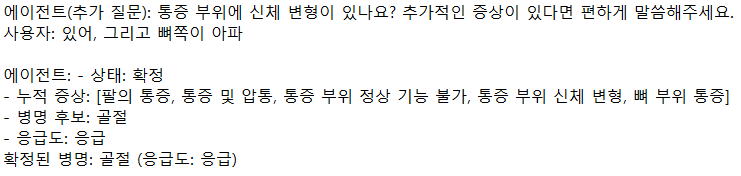 에이전트(추가 질문): 통증 부위에 신체 변형이 있나요? 추가적인 증상이 있다면 편하게 말씀해주세요.
사용자: 있어, 그리고 뼈쪽이 아파
에이전트: - 상태: 확정
- 누적 증상: [팔의 통증, 통증 및 압통, 통증 부위 정상 기능 불가, 통증 부위 신체 변형, 뼈 부위 통증]
- 병명 후보: 골절
- 응급도: 응급
확정된 병명: 골절 (응급도: 응급)